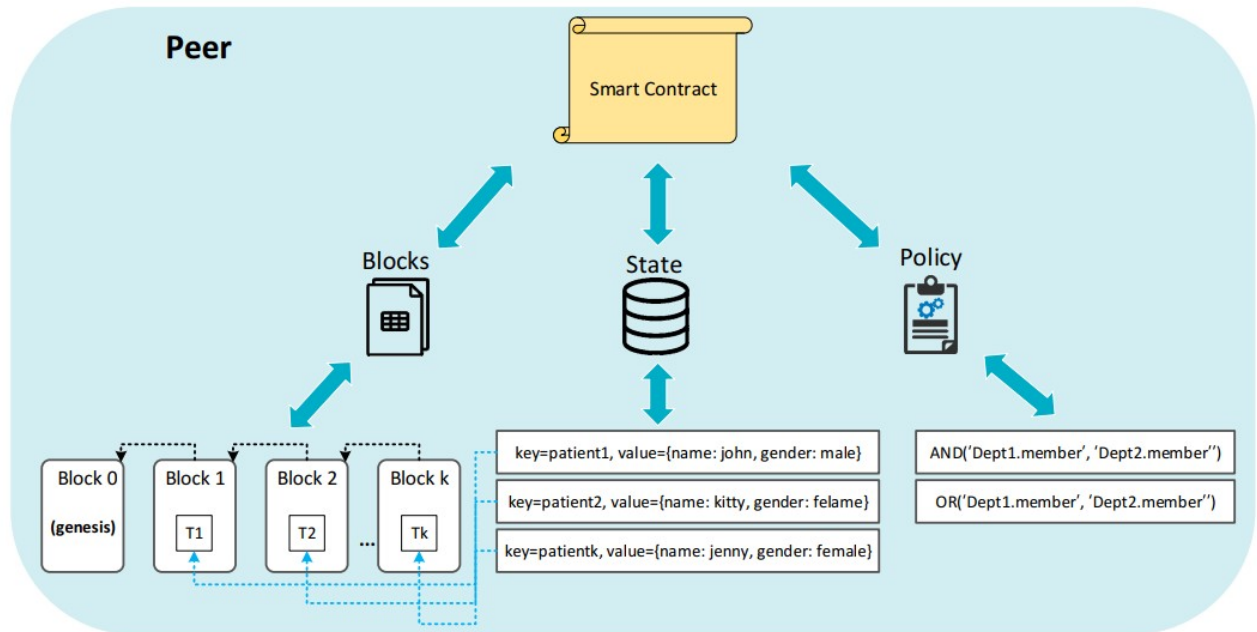 Peer
Smart Contract
Blocks
State
Policy
Block 0
(genesis)
Block 1
T1
Block 2
T2
...
Block k
Tk
key=patient1, value={name: john, gender: male}
key=patient2, value={name: kitty, gender: felame}
key=patientk, value={name: jenny, gender: female}
AND('Dept1.member', 'Dept2.member'')
OR('Dept1.member', 'Dept2.member'')